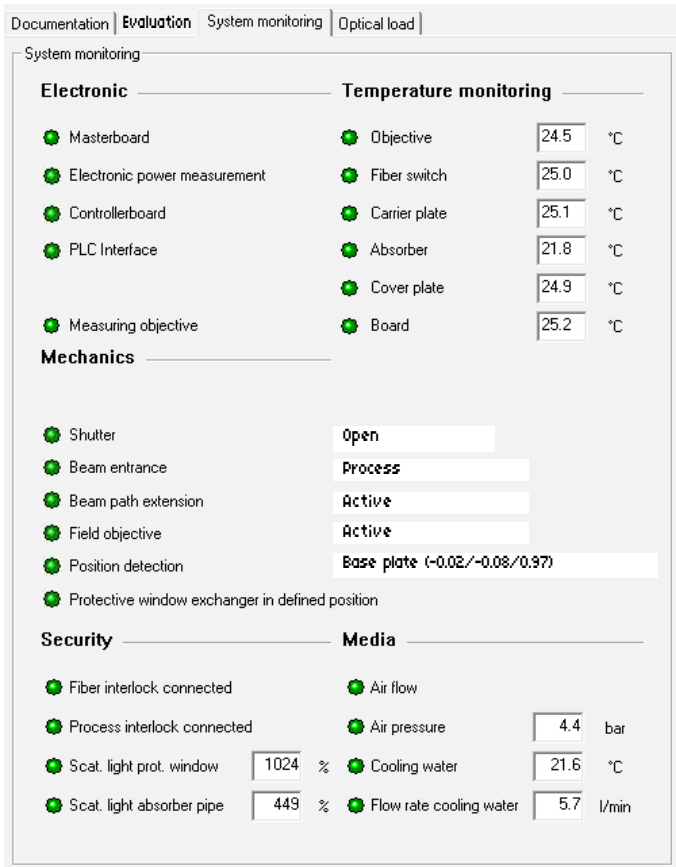 Documentation Evaluation System monitoring Optical load
System monitoring
Electronic Temperature monitoring
Masterboard Objective 24.5 °C
Electronic power measurement Fiber switch 25.0 °C
Controllerboard Carrier plate 25.1 °C
PLC Interface Absorber 21.8 °C
Cover plate 24.9 °C
Measuring objective Board 25.2 °C
Mechanics
Shutter Open
Beam entrance Process
Beam path extension Active
Field objective Active
Position detection Base plate (-0.02/-0.08/0.97)
Protective window exchanger in defined position
Security Media
Fiber interlock connected Air flow
Process interlock connected Air pressure 4.4 bar
Scat. light prot. window 1024 % Cooling water 21.6 °C
Scat. light absorber pipe 449 % Flow rate cooling water 5.7 l/min